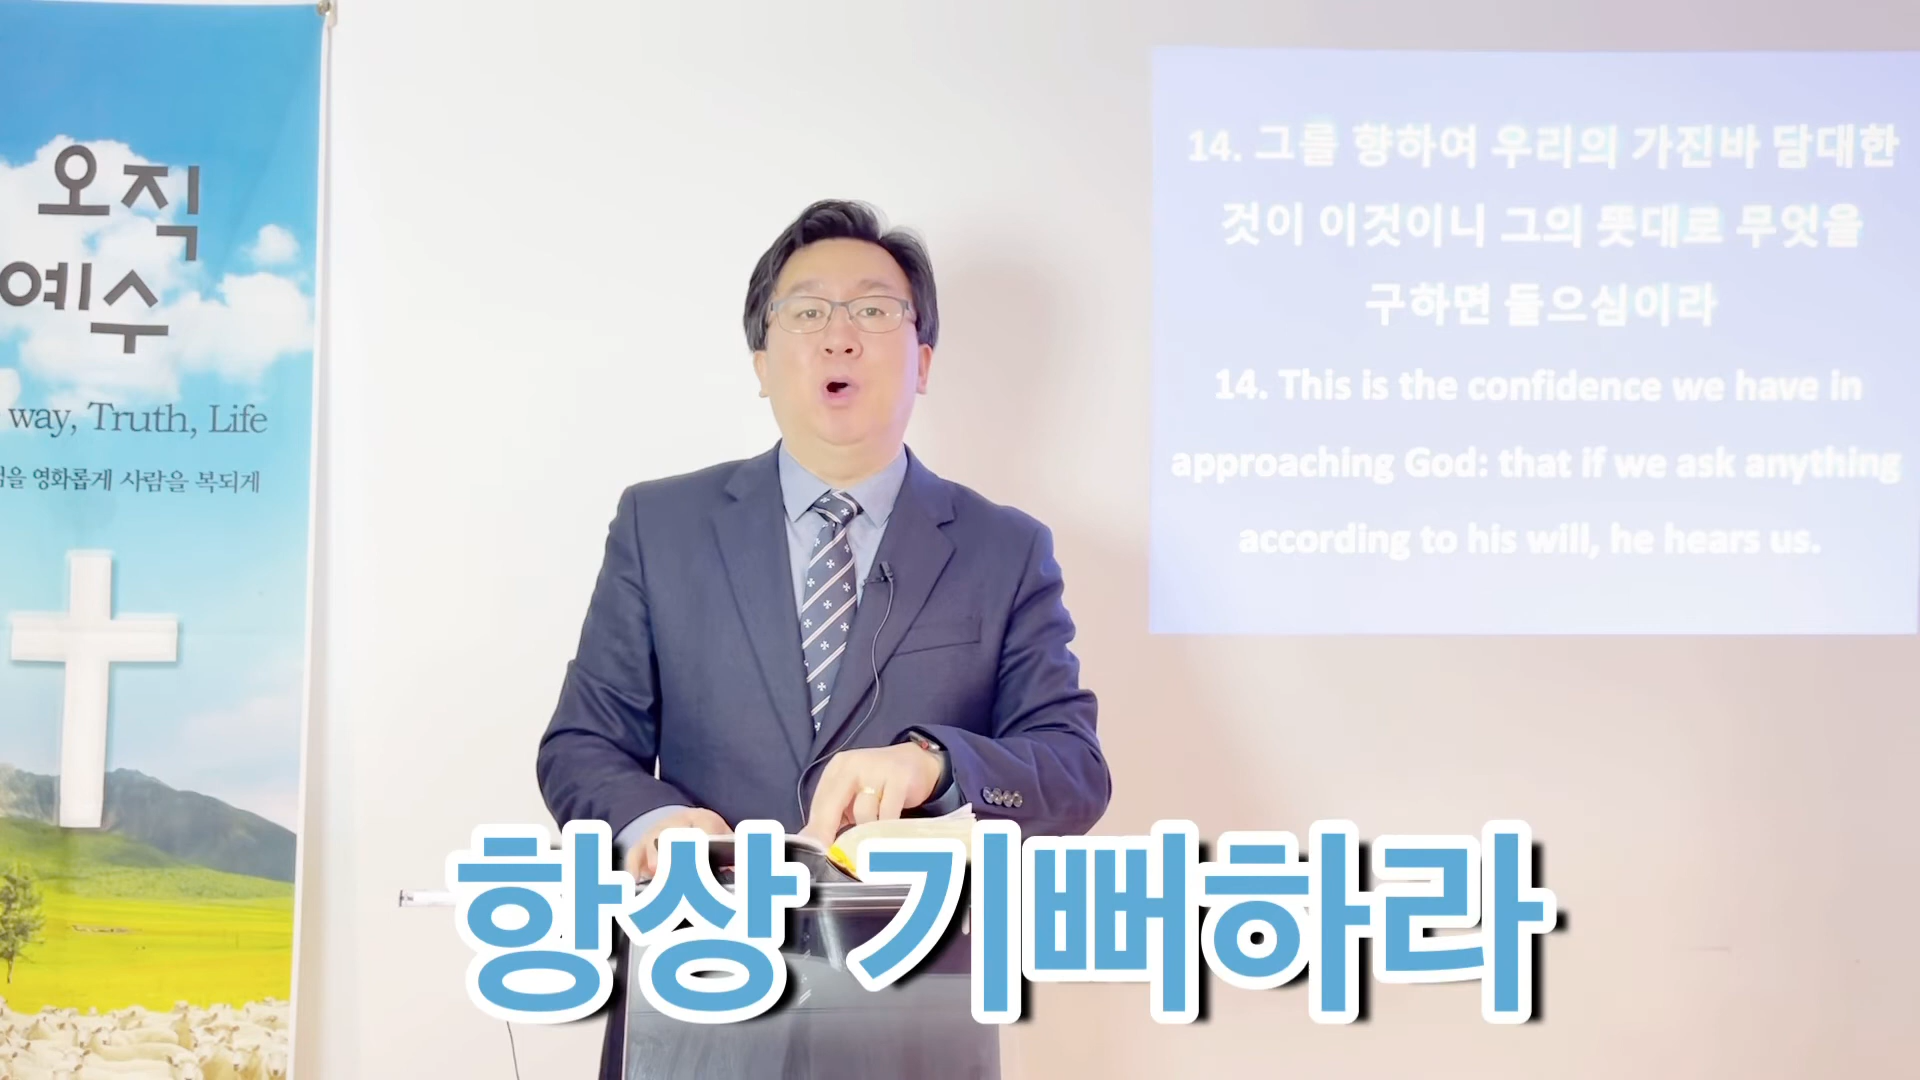 오직
예수
way, Truth, Life
영화롭게 사람을 복되게
14. 그를 향하여 우리의 가진바 담대한
것이 이것이니 그의 뜻대로 무엇을
구하면 들으심이라
14. This is the confidence we have in
approaching God: that if we ask anything
according to his will, he hears us.
항상 기뻐하라